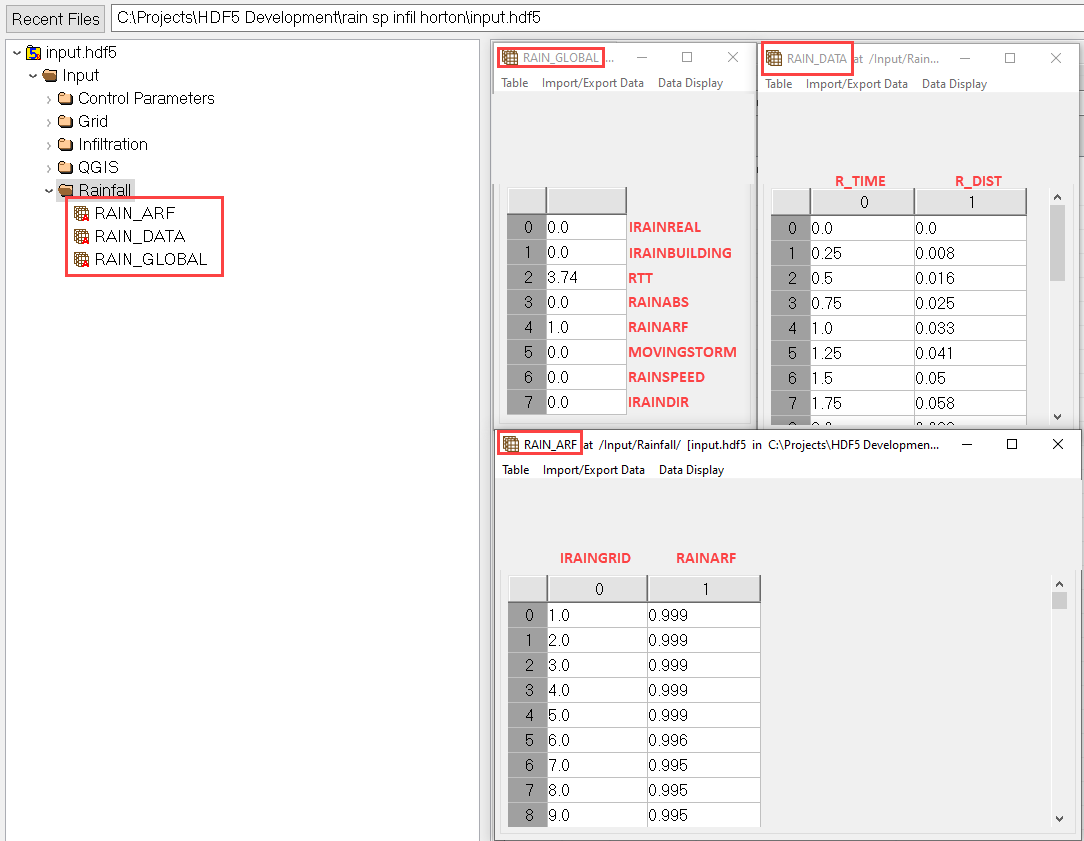 Recent Files C:\Projects\HDF5 Development\rain sp infil horton\input.hdf5
input.hdf5
Input
Control Parameters
Grid
Infiltration
QGIS
Rainfall
RAIN_ARF
RAIN_DATA
RAIN_GLOBAL
RAIN_GLOBAL ...
Table Import/Export Data Data Display
0 0.0 IRAINREAL
1 0.0 IRAINBUILDING
2 3.74 RTT
3 0.0 RAINABS
4 1.0 RAINARF
5 0.0 MOVINGSTORM
6 0.0 RAINSPEED
7 0.0 IRAINDIR
RAIN_DATA at /Input/Rain...
Table Import/Export Data Data Display
R_TIME R_DIST
0 1
0 0.0 0.0
1 0.25 0.008
2 0.5 0.016
3 0.75 0.025
4 1.0 0.033
5 1.25 0.041
6 1.5 0.05
7 1.75 0.058
RAIN_ARF at /Input/Rainfall/ [input.hdf5 in C:\Projects\HDF5 Developmen...
Table Import/Export Data Data Display
IRAINGRID RAINARF
0 1
0 1.0 0.999
1 2.0 0.999
2 3.0 0.999
3 4.0 0.999
4 5.0 0.999
5 6.0 0.996
6 7.0 0.995
7 8.0 0.995
8 9.0 0.995